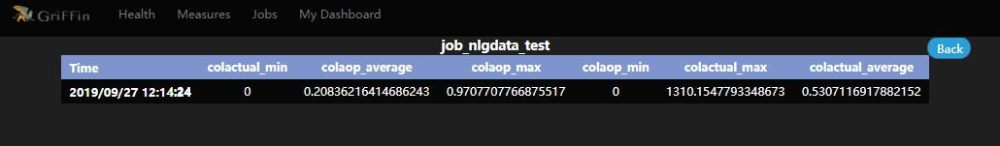 GriFFin Health Measures Jobs My Dashboard
job_nlgdata_test Back
Time colactual_min colaop_average colaop_max colaop_min colactual_max colactual_average
2019/09/27 12:14:24 0 0.20836216414686243 0.9707707766875517 0 1310.1547793348673 0.5307116917882152